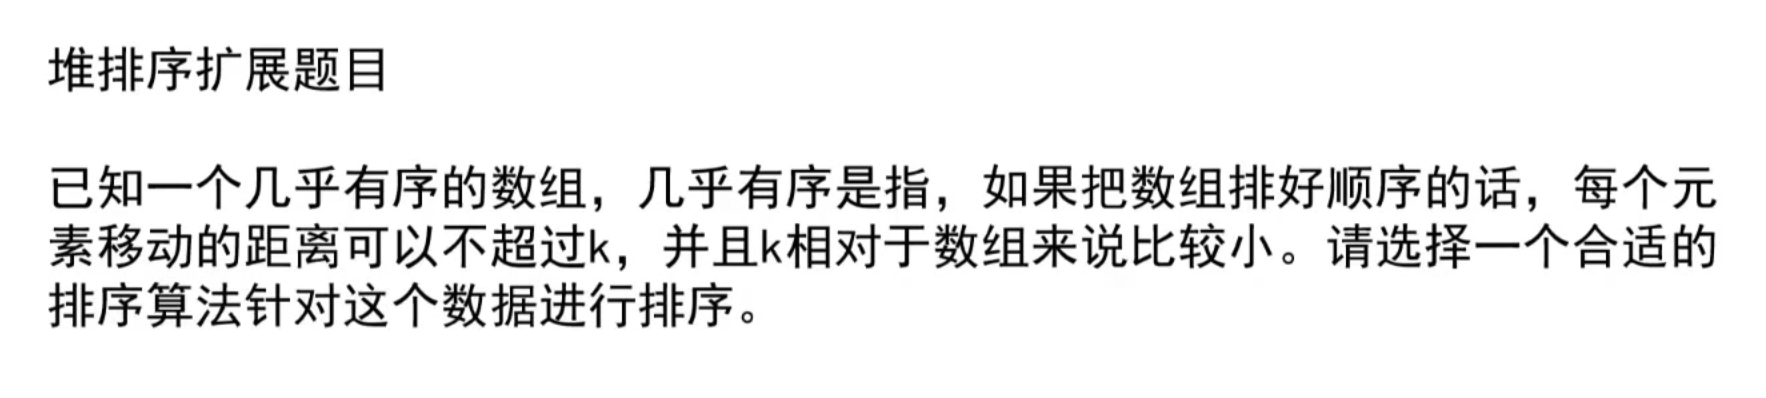 堆排序扩展题目
已知一个几乎有序的数组，几乎有序是指，如果把数组排好顺序的话，每个元
素移动的距离可以不超过k，并且k相对于数组来说比较小。请选择一个合适的
排序算法针对这个数据进行排序。